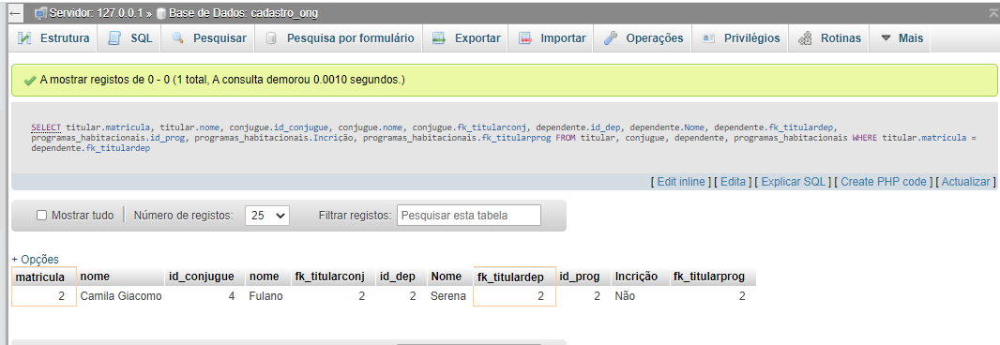 Servidor: 127.0.0.1 » Base de Dados: cadastro_ong
Estrutura SQL Pesquisar Pesquisa por formulário Exportar Importar Operações Privilégios Rotinas Mais
A mostrar registos de 0 - 0 (1 total, A consulta demorou 0.0010 segundos.)
SELECT titular.matricula, titular.nome, conjugue.id_conjugue, conjugue.nome, conjugue.fk_titularconj, dependente.id_dep, dependente.Nome, dependente.fk_titulardep,
programas_habitacionais.id_prog, programas_habitacionais.Incrição, programas_habitacionais.fk_titularprog FROM titular, conjugue, dependente, programas_habitacionais WHERE titular.matricula =
dependente.fk_titulardep
[ Edit inline ] [ Edita ] [ Explicar SQL ] [ Create PHP code ] [ Actualizar ]
Mostrar tudo Número de registos: 25 Filtrar registos: Pesquisar esta tabela
+ Opções
matricula nome id_conjugue nome fk_titularconj id_dep Nome fk_titulardep id_prog Incrição fk_titularprog
2 Camila Giacomo 4 Fulano 2 2 Serena 2 2 Não 2